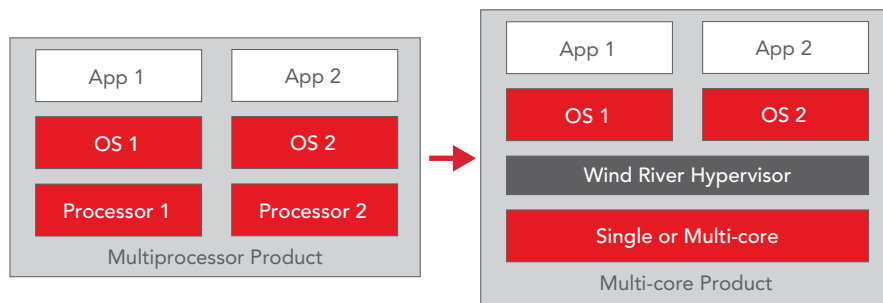 App 1
App 2
OS 1
OS 2
Processor 1
Processor 2
Multiprocessor Product
App 1
App 2
OS 1
OS 2
Wind River Hypervisor
Single or Multi-core
Multi-core Product